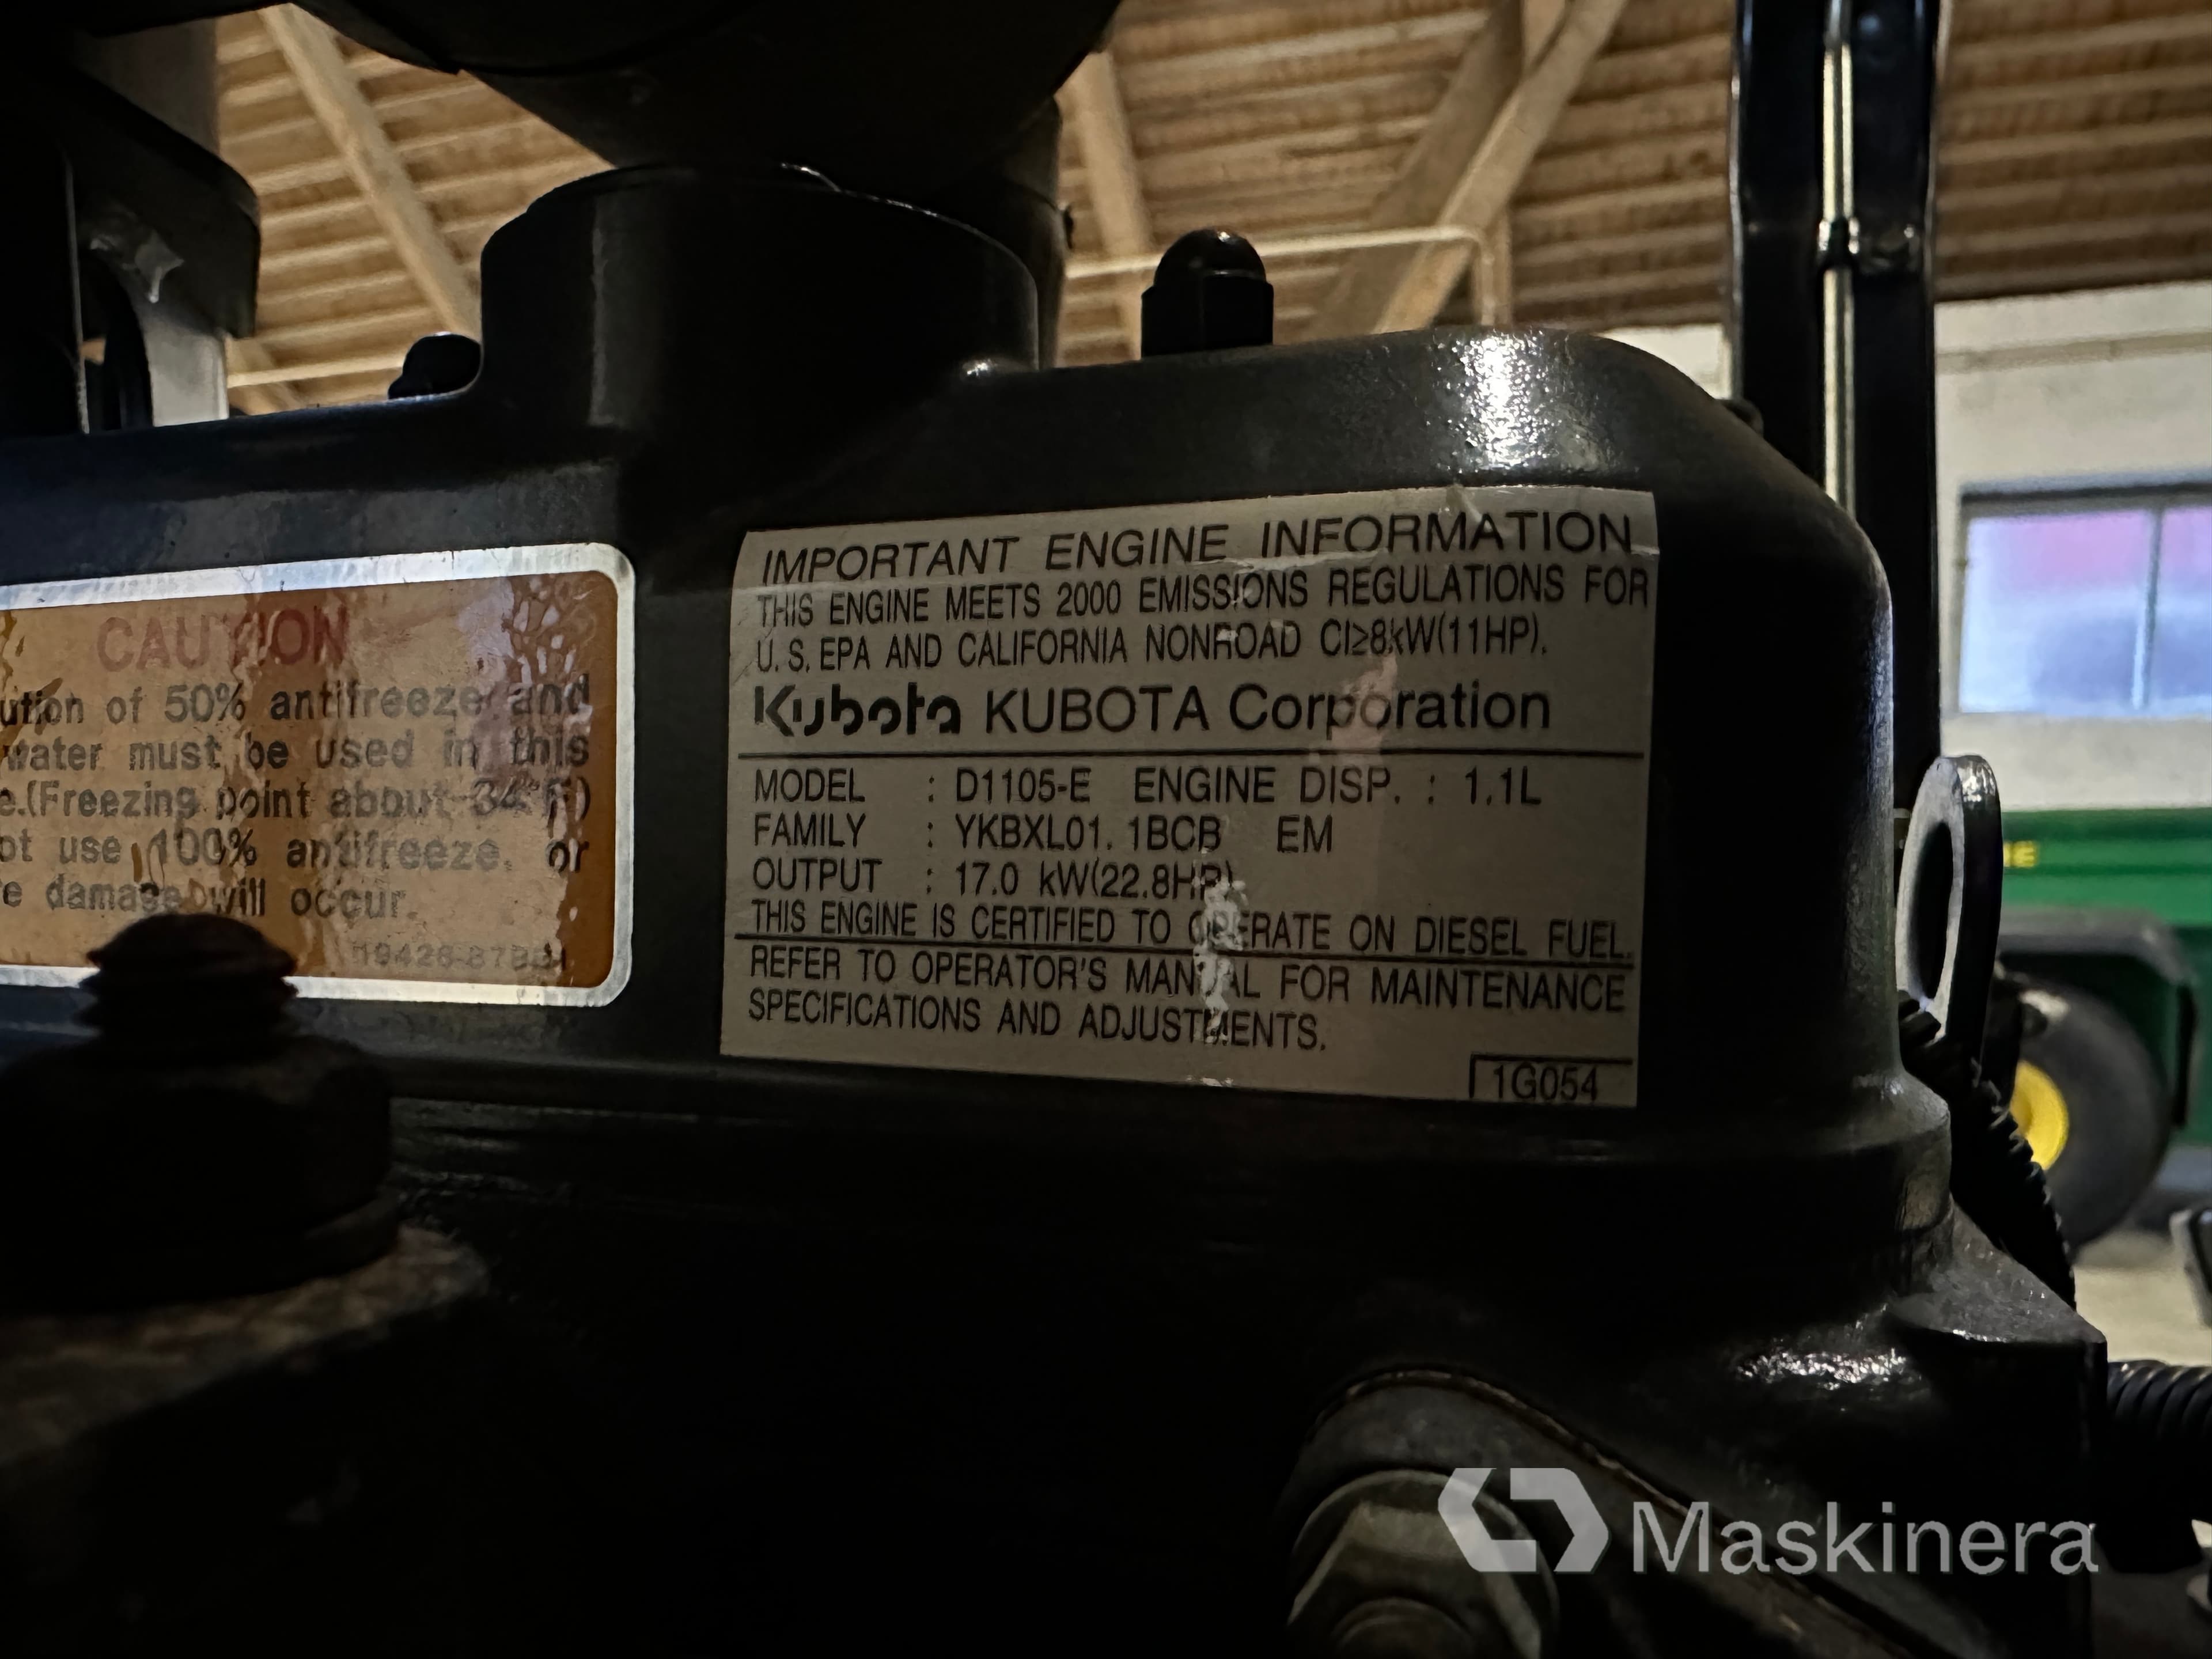 CAUTION
ution of 50% antifreeze and
water must be used in this
e.(Freezing point about-34°F)
ot use 100% antifreeze, or
e damage will occur.
IMPORTANT ENGINE INFORMATION
THIS ENGINE MEETS 2000 EMISSIONS REGULATIONS FOR
U.S. EPA AND CALIFORNIA NONROAD CI≥8kW(11HP).
Kubota KUBOTA Corporation
MODEL : D1105-E ENGINE DISP. : 1.1L
FAMILY : YKBXL01.1BCB EM
OUTPUT : 17.0 kW(22.8HP)
THIS ENGINE IS CERTIFIED TO OPERATE ON DIESEL FUEL.
REFER TO OPERATOR'S MANUAL FOR MAINTENANCE
SPECIFICATIONS AND ADJUSTMENTS.
1G054
Maskinera